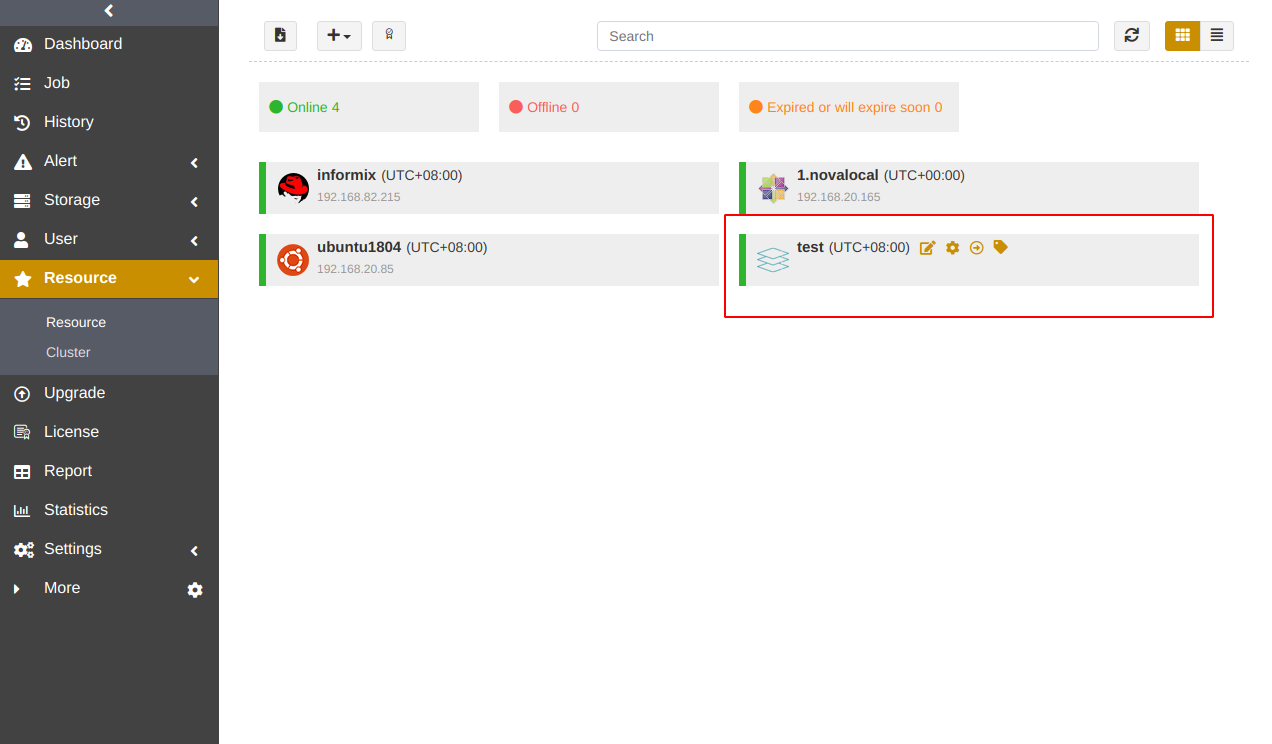 Dashboard
Job
History
Alert
Storage
User
Resource
Resource
Cluster
Upgrade
License
Report
Statistics
Settings
More
Search
Online 4
Offline 0
Expired or will expire soon 0
informix (UTC+08:00)
192.168.82.215
1.novalocal (UTC+00:00)
192.168.20.165
ubuntu1804 (UTC+08:00)
192.168.20.85
test (UTC+08:00)